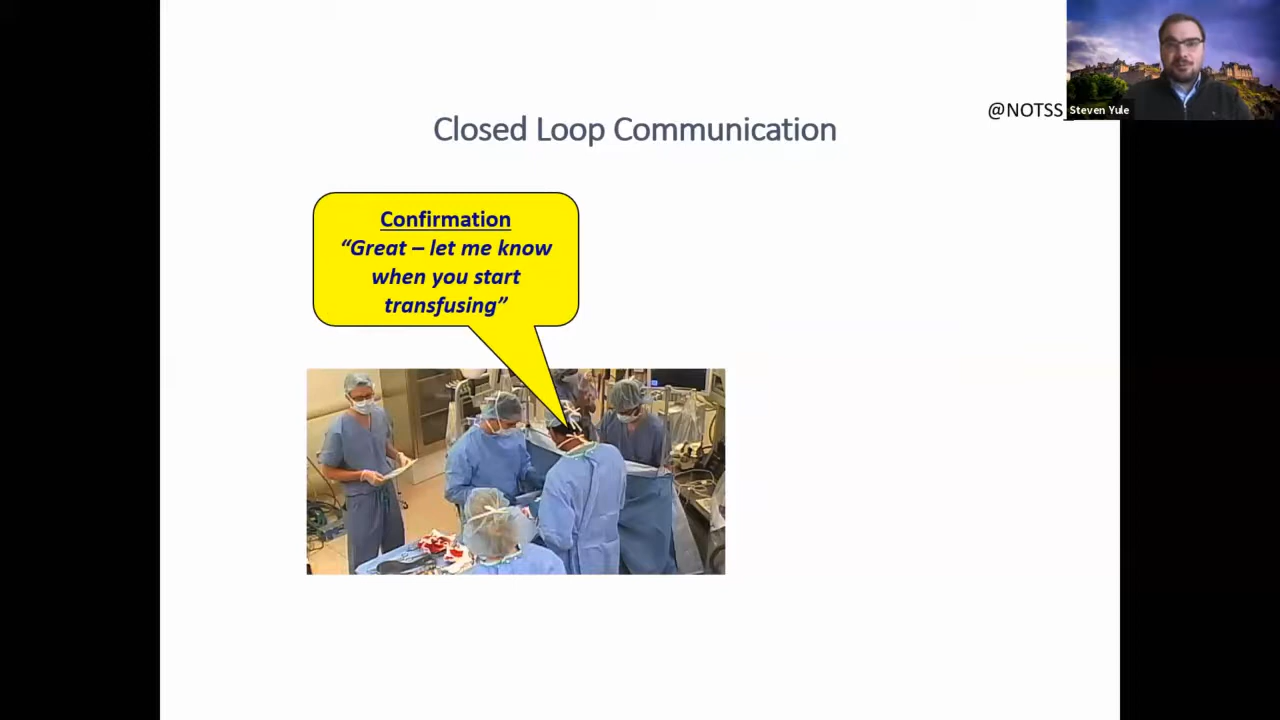 @NOTSS_
Steven Yule
Closed Loop Communication
Confirmation
“Great – let me know
when you start
transfusing”